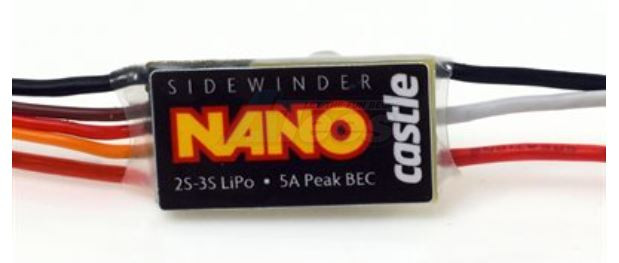 SIDEWINDER
NANO
2S-3S LiPo • 5A Peak BEC
castle